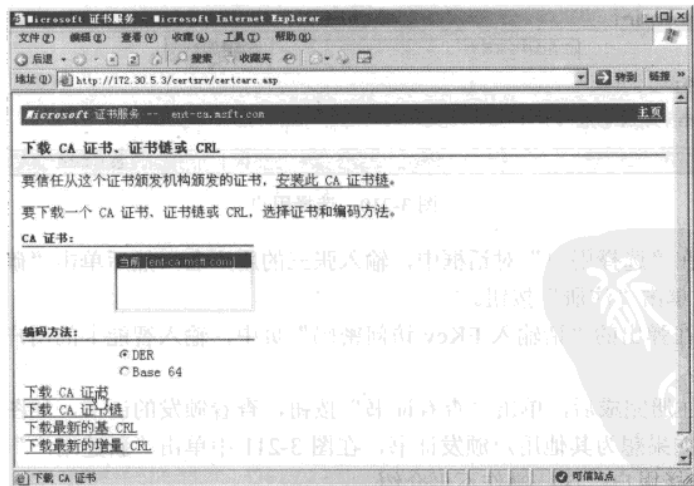 Microsoft 证书服务 - Microsoft Internet Explorer
文件(F) 编辑(E) 查看(V) 收藏(A) 工具(T) 帮助(H)
后退 搜索 收藏夹
地址(D) http://172.30.5.3/certsrv/certcarc.asp 转到 链接 »
Microsoft 证书服务 -- ent-ca.msft.com 主页
下载 CA 证书、证书链或 CRL
要信任从这个证书颁发机构颁发的证书，安装此 CA 证书链。
要下载一个 CA 证书、证书链或 CRL，选择证书和编码方法。
CA 证书：
当前 [ent-ca.msft.com]
编码方法：
DER
Base 64
下载 CA 证书
下载 CA 证书链
下载最新的基 CRL
下载最新的增量 CRL
下载 CA 证书 可信站点